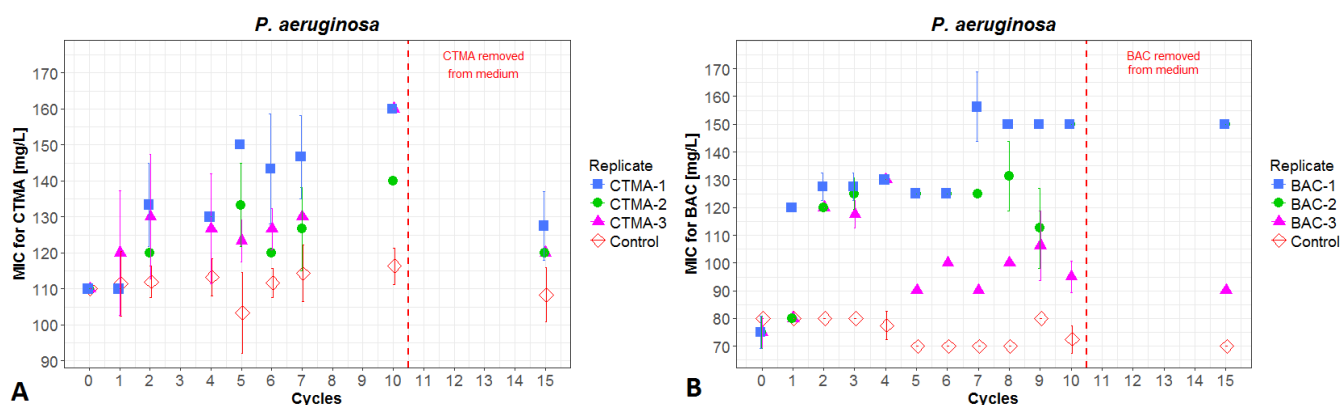 P. aeruginosa
CTMA removed
from medium
MIC for CTMA [mg/L]
170
160
150
140
130
120
110
100
90
0 1 2 3 4 5 6 7 8 9 10 11 12 13 14 15
Cycles
A
Replicate
CTMA-1
CTMA-2
CTMA-3
Control
P. aeruginosa
BAC removed
from medium
MIC for BAC [mg/L]
170
160
150
140
130
120
110
100
90
80
70
0 1 2 3 4 5 6 7 8 9 10 11 12 13 14 15
Cycles
B
Replicate
BAC-1
BAC-2
BAC-3
Control